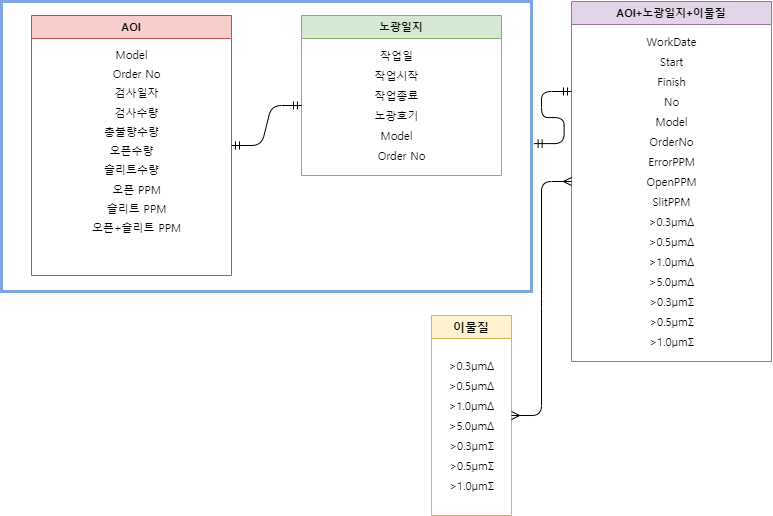 AOI
Model
Order No
검사일자
검사수량
총불량수량
오픈수량
슬리트수량
오픈 PPM
슬리트 PPM
오픈+슬리트 PPM
노광일지
작업일
작업시작
작업종료
노광호기
Model
Order No
AOI+노광일지+이물질
WorkDate
Start
Finish
No
Model
OrderNo
ErrorPPM
OpenPPM
SlitPPM
>0.3μmΔ
>0.5μmΔ
>1.0μmΔ
>5.0μmΔ
>0.3μmΣ
>0.5μmΣ
>1.0μmΣ
이물질
>0.3μmΔ
>0.5μmΔ
>1.0μmΔ
>5.0μmΔ
>0.3μmΣ
>0.5μmΣ
>1.0μmΣ